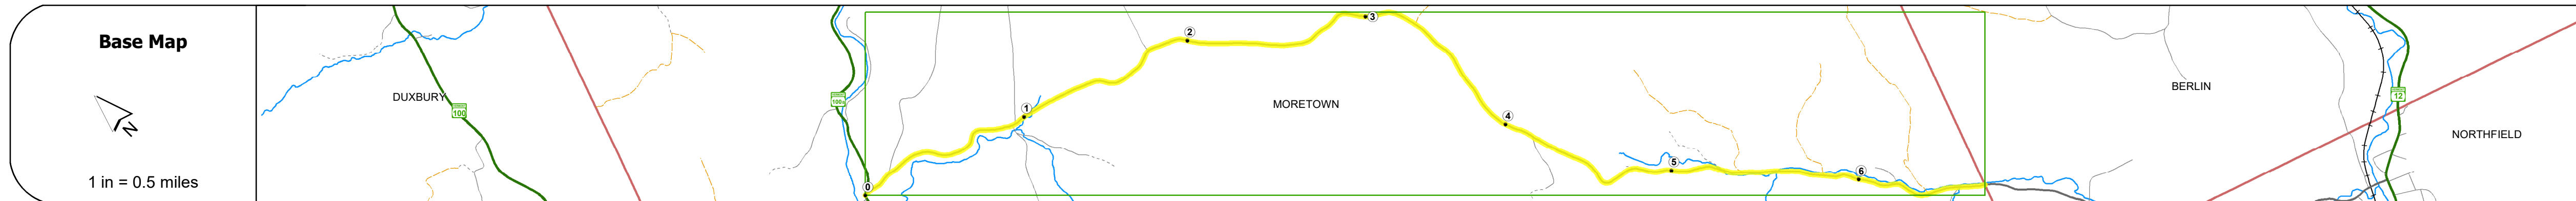 Base Map
N
1 in = 0.5 miles
DUXBURY
100
100B
0
1
2
3
MORETOWN
4
5
6
BERLIN
12
NORTHFIELD